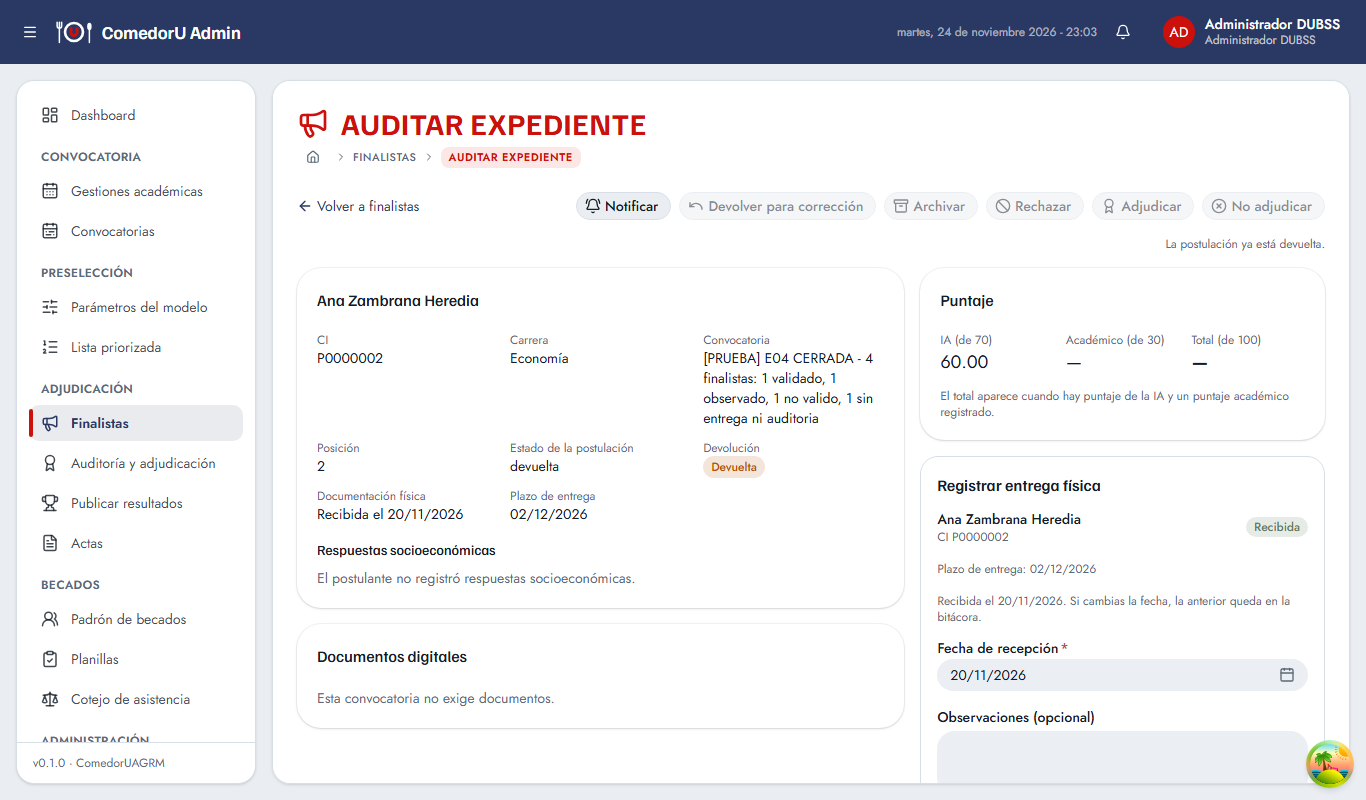 ComedorU Admin
martes, 24 de noviembre 2026 - 23:03
AD
Administrador DUBSS
Administrador DUBSS
Dashboard
CONVOCATORIA
Gestiones académicas
Convocatorias
PRESELECCIÓN
Parámetros del modelo
Lista priorizada
ADJUDICACIÓN
Finalistas
Auditoría y adjudicación
Publicar resultados
Actas
BECADOS
Padrón de becados
Planillas
Cotejo de asistencia
ADMINISTRACIÓN
v0.1.0 · ComedorUAGRM
AUDITAR EXPEDIENTE
FINALISTAS
AUDITAR EXPEDIENTE
Volver a finalistas
Notificar
Devolver para corrección
Archivar
Rechazar
Adjudicar
No adjudicar
La postulación ya está devuelta.
Ana Zambrana Heredia
CI
P0000002
Carrera
Economía
Convocatoria
[PRUEBA] E04 CERRADA - 4
finalistas: 1 validado, 1
observado, 1 no valido, 1 sin
entrega ni auditoria
Posición
2
Estado de la postulación
devuelta
Devolución
Devuelta
Documentación física
Recibida el 20/11/2026
Plazo de entrega
02/12/2026
Respuestas socioeconómicas
El postulante no registró respuestas socioeconómicas.
Documentos digitales
Esta convocatoria no exige documentos.
Puntaje
IA (de 70)
60.00
Académico (de 30)
—
Total (de 100)
—
El total aparece cuando hay puntaje de la IA y un puntaje académico
registrado.
Registrar entrega física
Ana Zambrana Heredia
CI P0000002
Recibida
Plazo de entrega: 02/12/2026
Recibida el 20/11/2026. Si cambias la fecha, la anterior queda en la
bitácora.
Fecha de recepción *
20/11/2026
Observaciones (opcional)